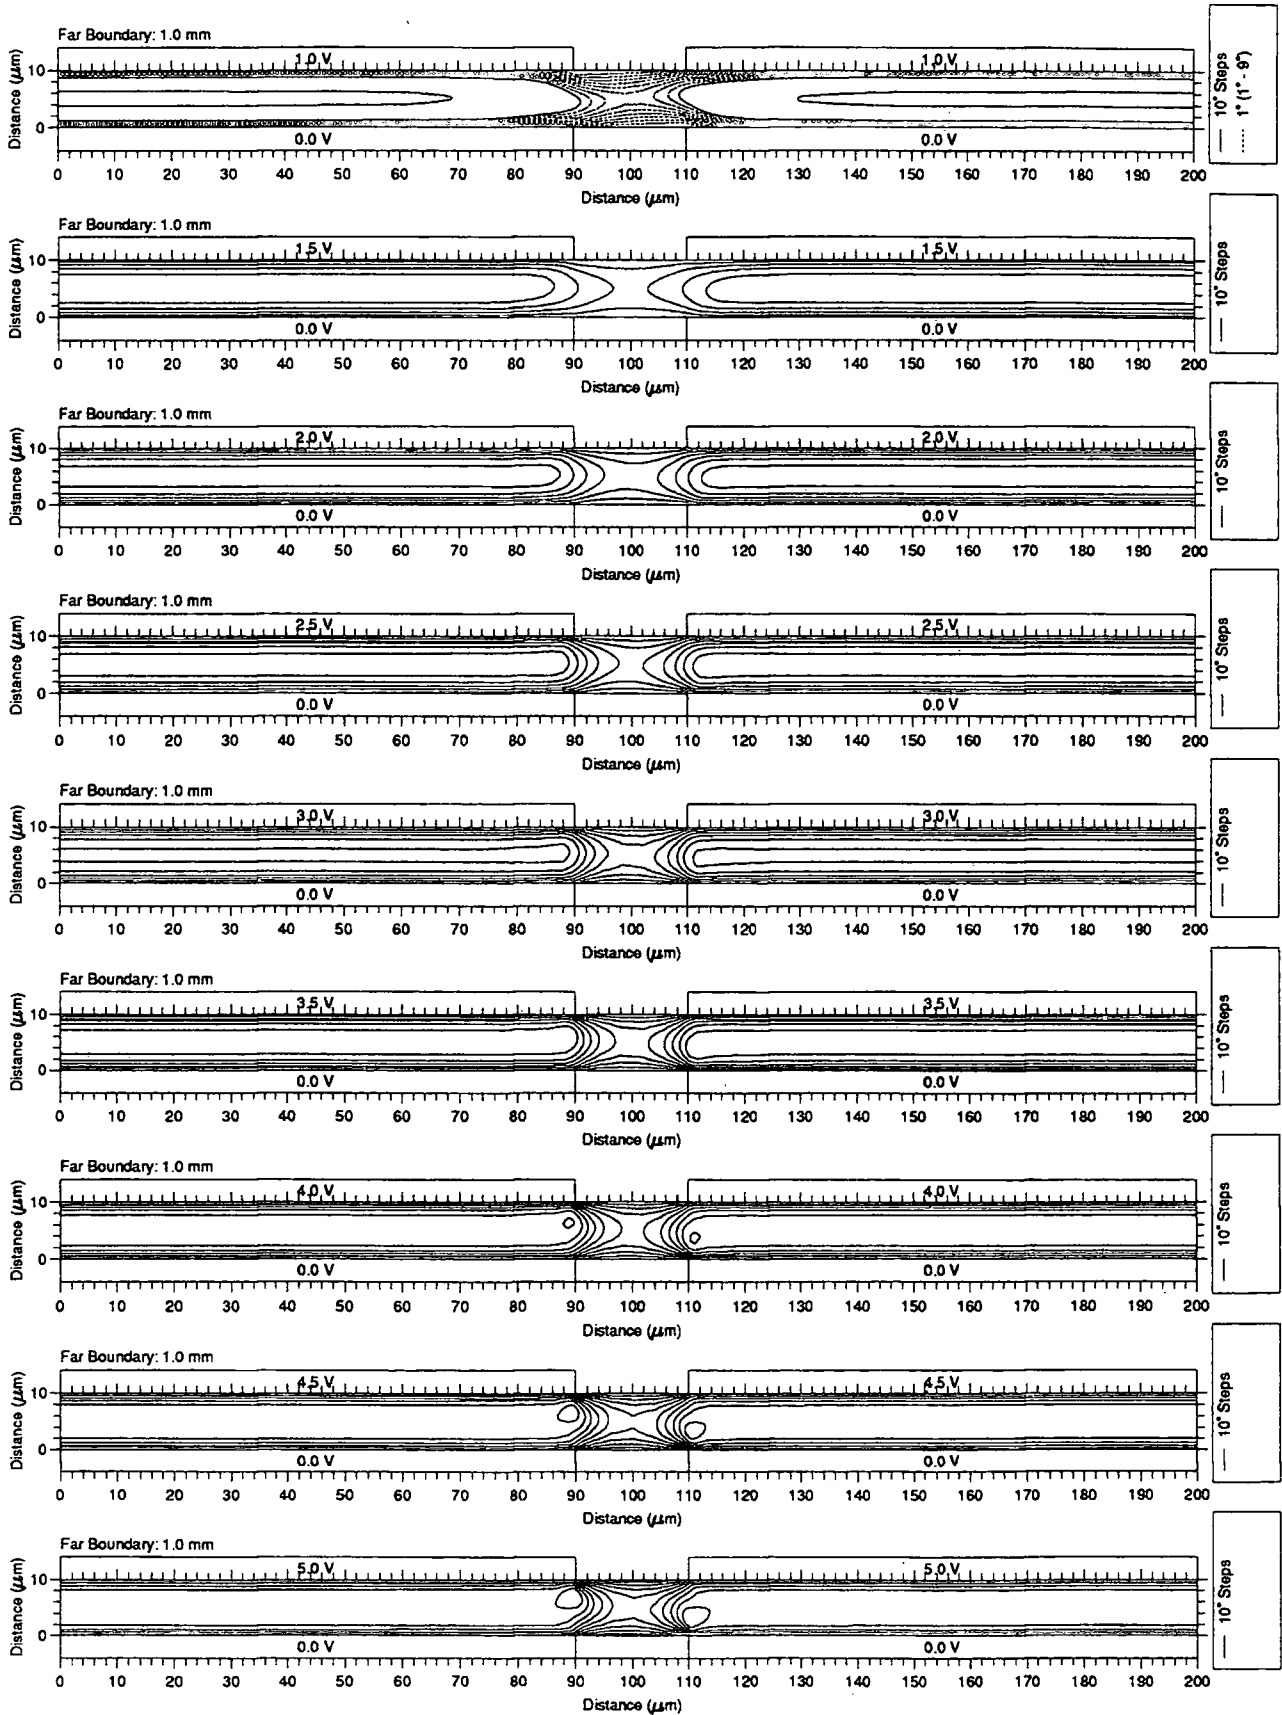 Far Boundary: 1.0 mm
1.0 V 1.0 V
10
0
Distance (μm)
0.0 V 0.0 V
0 10 20 30 40 50 60 70 80 90 100 110 120 130 140 150 160 170 180 190 200
Distance (μm)
10° Steps
1° (1° - 9°)
Far Boundary: 1.0 mm
1.5 V 1.5 V
10
0
Distance (μm)
0.0 V 0.0 V
0 10 20 30 40 50 60 70 80 90 100 110 120 130 140 150 160 170 180 190 200
Distance (μm)
10° Steps
Far Boundary: 1.0 mm
2.0 V 2.0 V
10
0
Distance (μm)
0.0 V 0.0 V
0 10 20 30 40 50 60 70 80 90 100 110 120 130 140 150 160 170 180 190 200
Distance (μm)
10° Steps
Far Boundary: 1.0 mm
2.5 V 2.5 V
10
0
Distance (μm)
0.0 V 0.0 V
0 10 20 30 40 50 60 70 80 90 100 110 120 130 140 150 160 170 180 190 200
Distance (μm)
10° Steps
Far Boundary: 1.0 mm
3.0 V 3.0 V
10
0
Distance (μm)
0.0 V 0.0 V
0 10 20 30 40 50 60 70 80 90 100 110 120 130 140 150 160 170 180 190 200
Distance (μm)
10° Steps
Far Boundary: 1.0 mm
3.5 V 3.5 V
10
0
Distance (μm)
0.0 V 0.0 V
0 10 20 30 40 50 60 70 80 90 100 110 120 130 140 150 160 170 180 190 200
Distance (μm)
10° Steps
Far Boundary: 1.0 mm
4.0 V 4.0 V
10
0
Distance (μm)
0.0 V 0.0 V
0 10 20 30 40 50 60 70 80 90 100 110 120 130 140 150 160 170 180 190 200
Distance (μm)
10° Steps
Far Boundary: 1.0 mm
4.5 V 4.5 V
10
0
Distance (μm)
0.0 V 0.0 V
0 10 20 30 40 50 60 70 80 90 100 110 120 130 140 150 160 170 180 190 200
Distance (μm)
10° Steps
Far Boundary: 1.0 mm
5.0 V 5.0 V
10
0
Distance (μm)
0.0 V 0.0 V
0 10 20 30 40 50 60 70 80 90 100 110 120 130 140 150 160 170 180 190 200
Distance (μm)
10° Steps